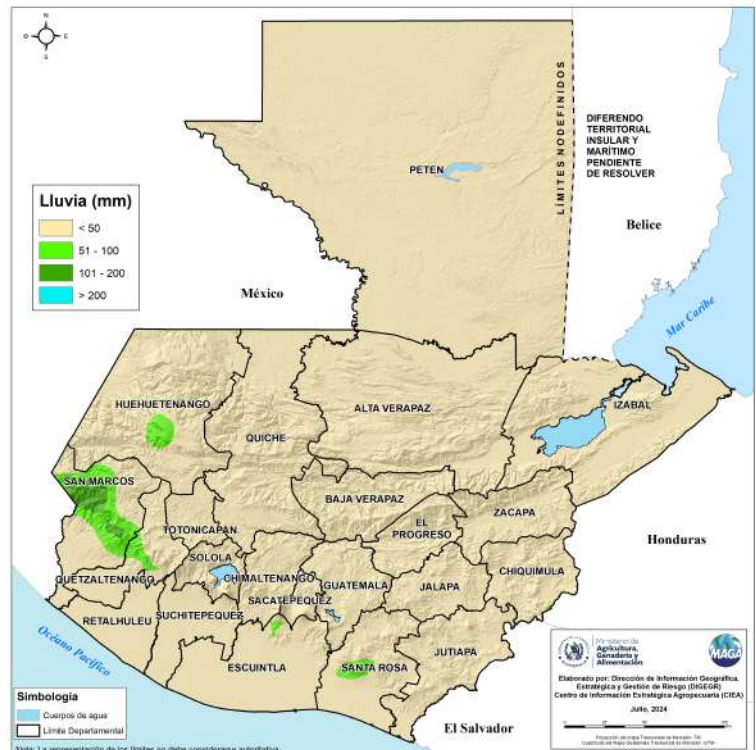 N
E
S
DIFERENDO
TERRITORIAL
INSULAR Y
MARÍTIMO
PENDIENTE
DE RESOLVER
LÍMITES NODEFINIDOS
PETEN
Lluvia (mm)
< 50
51 - 100
101 - 200
> 200
Belice
México
Mar Caribe
HUEHUETENANGO
QUICHE
ALTA VERAPAZ
IZABAL
SAN MARCOS
BAJA VERAPAZ
ZACAPA
EL
PROGRESO
TOTONICAPAN
Honduras
SOLOLA
QUETZALTENANGO
CHIMALTENANGO
GUATEMALA
JALAPA
CHIQUIMULA
SACATEPEQUEZ
RETALHULEU
SUCHITEPEQUEZ
Océano Pacífico
ESCUINTLA
SANTA ROSA
JUTIAPA
El Salvador
Simbología
Cuerpos de agua
Límite Departamental
Ministerio de
Agricultura,
Ganadería y
Alimentación
MAGA
Elaborado por: Dirección de Información Geográfica,
Estratégica y Gestión de Riesgo (DIGEGR)
Centro de Información Estratégica Agropecuaria (CIEA)
Julio, 2024